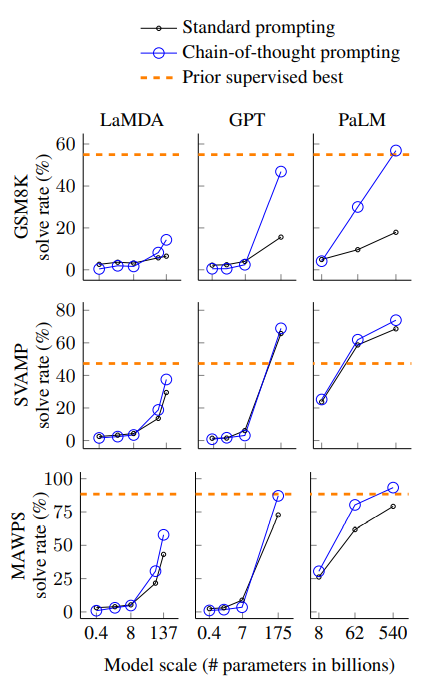 Standard prompting
Chain-of-thought prompting
Prior supervised best
LaMDA GPT PaLM
GSM8K
solve rate (%)
60
40
20
0
SVAMP
solve rate (%)
80
60
40
20
0
MAWPS
solve rate (%)
100
75
50
25
0
0.4 8 137 0.4 7 175 8 62 540
Model scale (# parameters in billions)